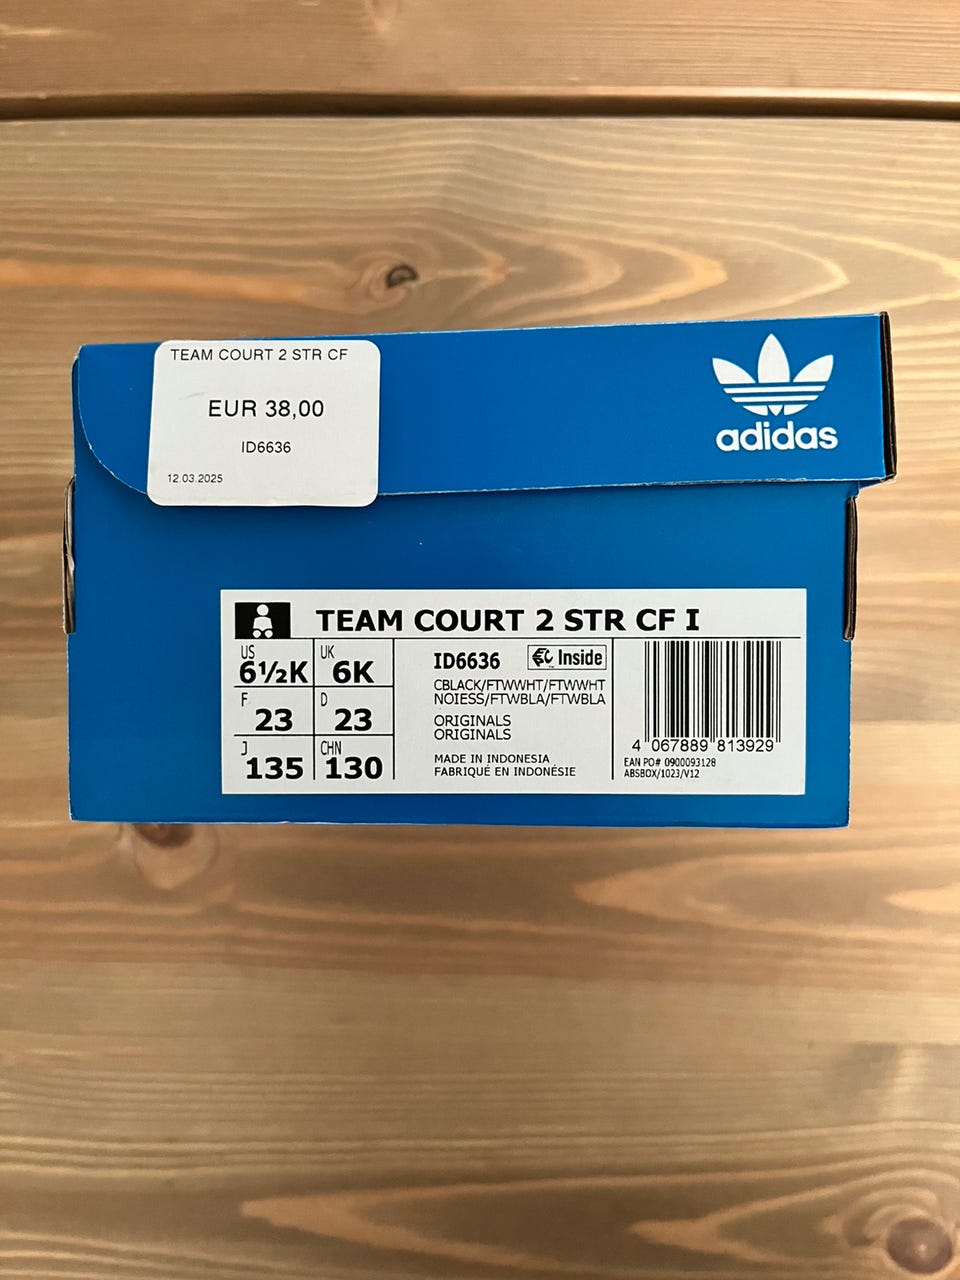 TEAM COURT 2 STR CF
EUR 38,00
ID6636
12.03.2025
adidas
TEAM COURT 2 STR CF I
US
6½K
UK
6K
F
23
D
23
J
135
CHN
130
ID6636
Inside
CBLACK/FTWWHT/FTWWHT
NOIESS/FTWBLA/FTWBLA
ORIGINALS
ORIGINALS
MADE IN INDONESIA
FABRIQUÉ EN INDONÉSIE
4 067889 813929
EAN PO# 0900093128
ABSBOX/1023/V12